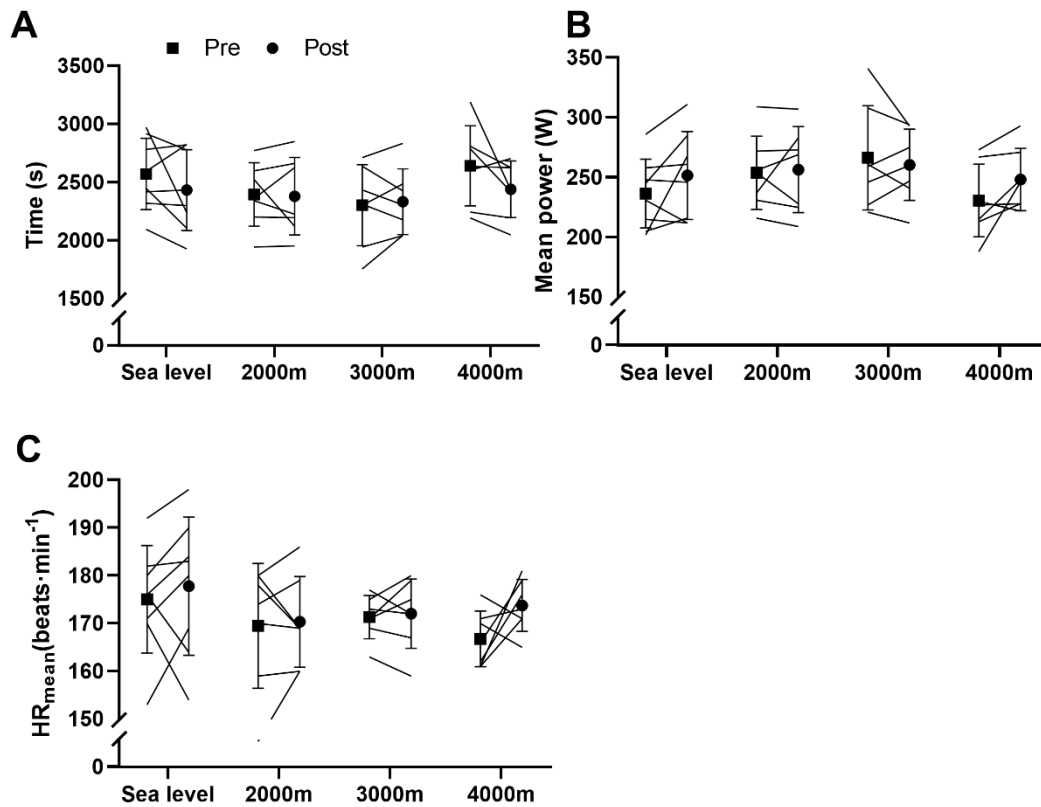 A
Pre Post
3500
3000
2500
2000
1500
0
Time (s)
Sea level 2000m 3000m 4000m
B
350
300
250
200
150
0
Mean power (W)
Sea level 2000m 3000m 4000m
C
200
190
180
170
160
150
0
HRmean(beats·min-1)
Sea level 2000m 3000m 4000m